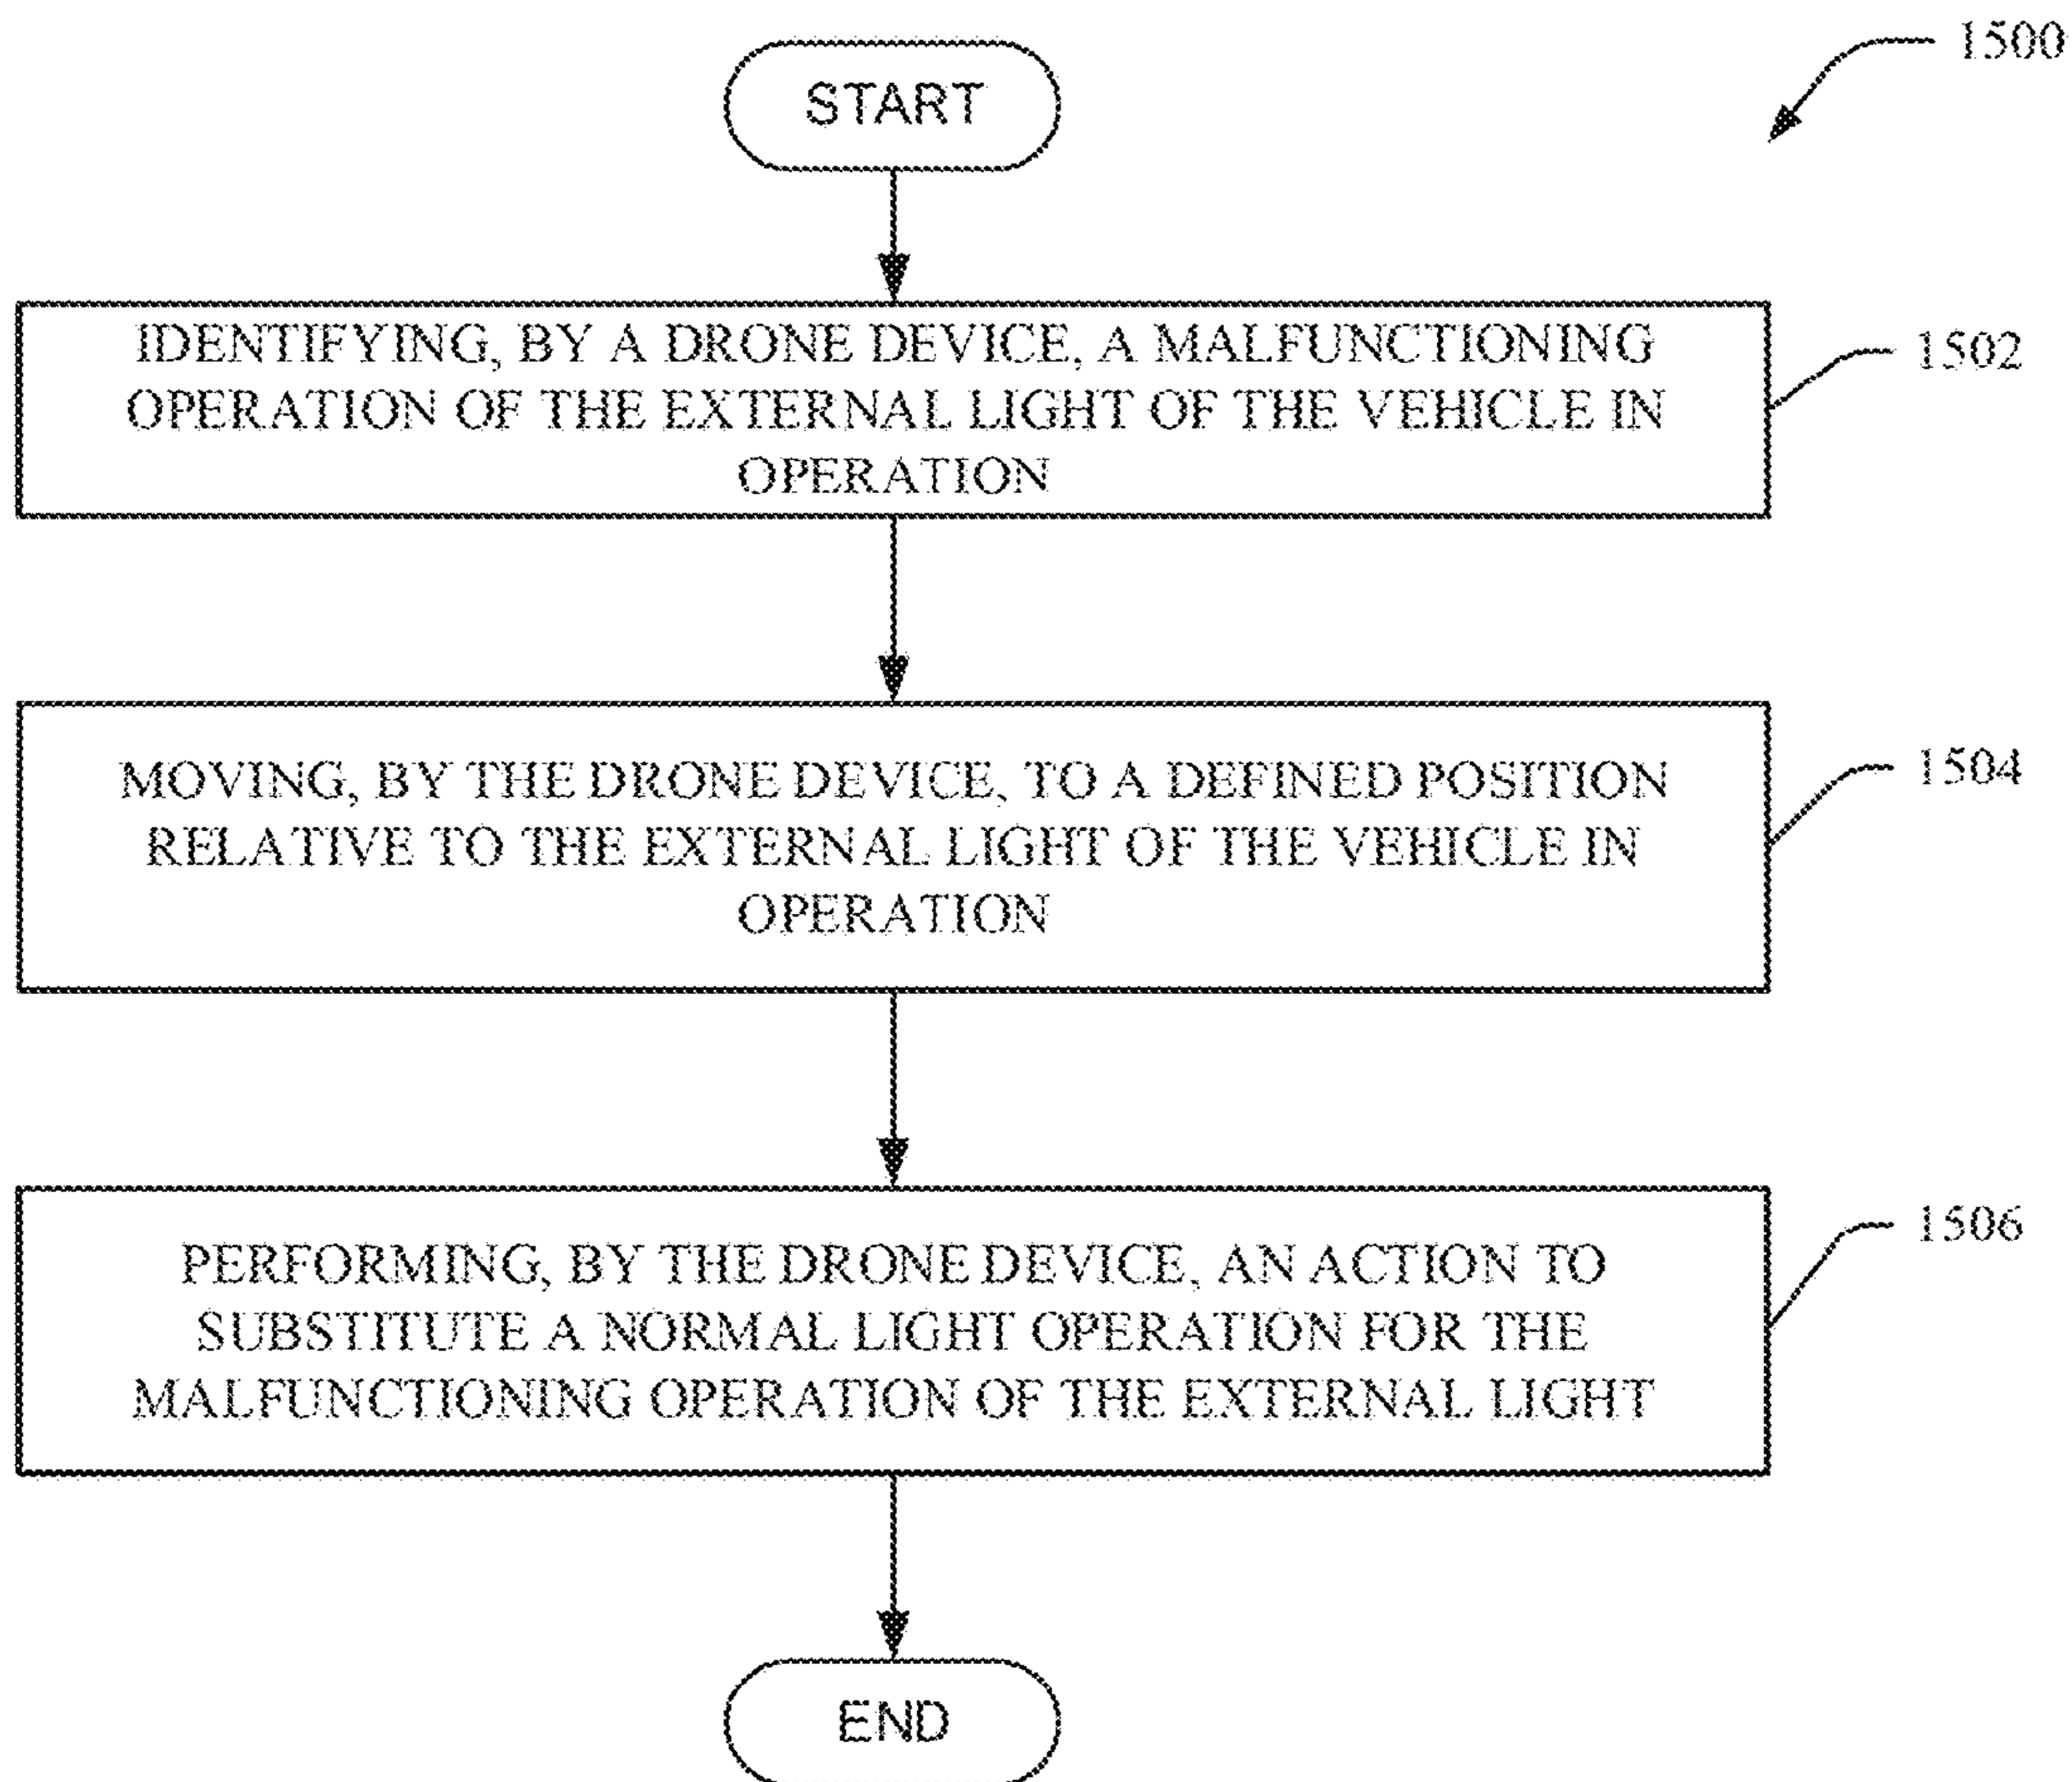 1500
START
IDENTIFYING, BY A DRONE DEVICE, A MALFUNCTIONING
OPERATION OF THE EXTERNAL LIGHT OF THE VEHICLE IN
OPERATION
1502
MOVING, BY THE DRONE DEVICE, TO A DEFINED POSITION
RELATIVE TO THE EXTERNAL LIGHT OF THE VEHICLE IN
OPERATION
1504
PERFORMING, BY THE DRONE DEVICE, AN ACTION TO
SUBSTITUTE A NORMAL LIGHT OPERATION FOR THE
MALFUNCTIONING OPERATION OF THE EXTERNAL LIGHT
1506
END